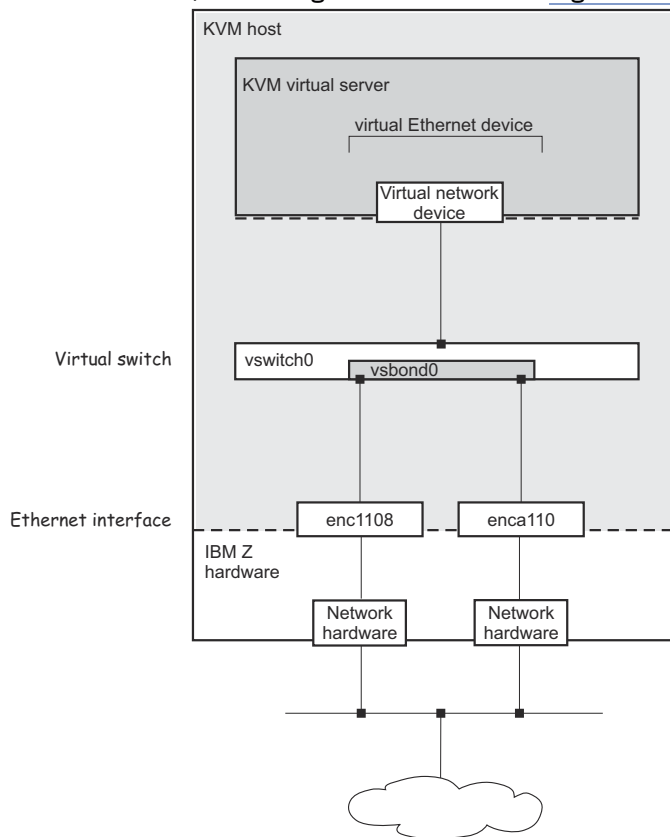 KVM host
KVM virtual server
virtual Ethernet device
Virtual network
device
Virtual switch
vswitch0
vsbond0
Ethernet interface
enc1108
enca110
IBM Z
hardware
Network
hardware
Network
hardware